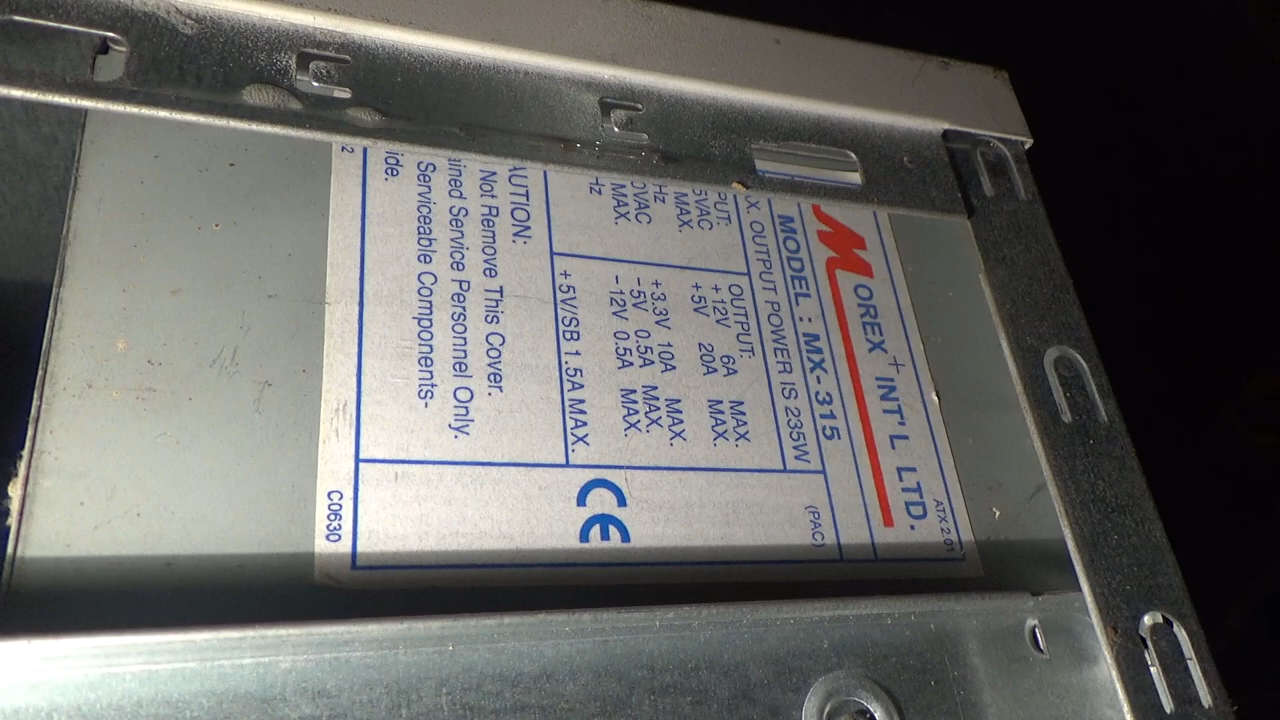 ATX 2.01
MOREX+ INT'L LTD.
MODEL : MX-315
(PAC)
X. OUTPUT POWER IS 235W
PUT:
5VAC
MAX.
Hz
0VAC
MAX.
Hz
OUTPUT:
+12V 6A MAX.
+5V 20A MAX.
+3.3V 10A MAX.
-5V 0.5A MAX.
-12V 0.5A MAX.
+5V/SB 1.5A MAX.
CE
AUTION:
Not Remove This Cover.
ined Service Personnel Only.
Serviceable Components-
ide.
2
C0630